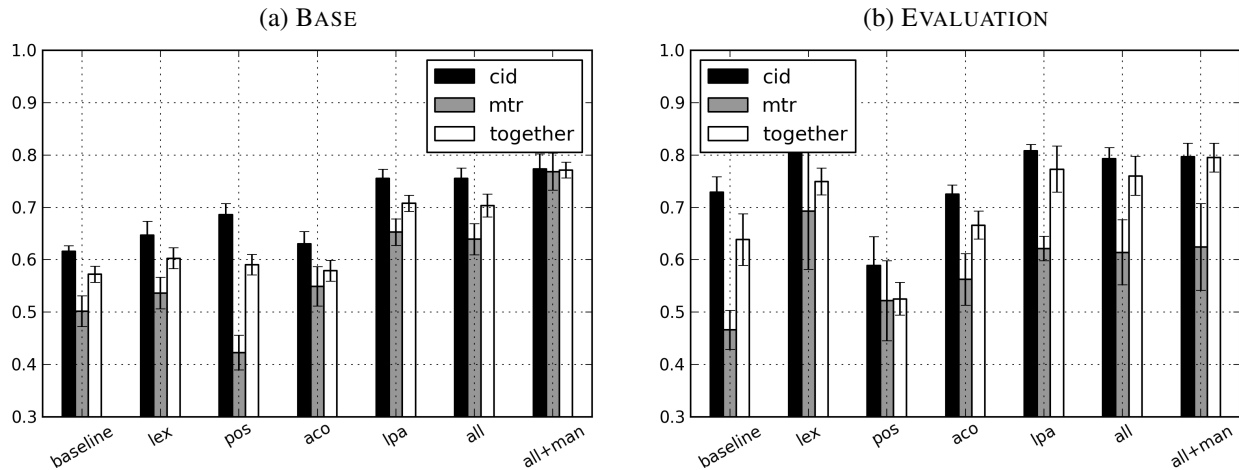 (a) BASE
1.0
0.9
0.8
0.7
0.6
0.5
0.4
0.3
cid
mtr
together
baseline
lex
pos
aco
lpa
all
all+man
(b) EVALUATION
1.0
0.9
0.8
0.7
0.6
0.5
0.4
0.3
cid
mtr
together
baseline
lex
pos
aco
lpa
all
all+man